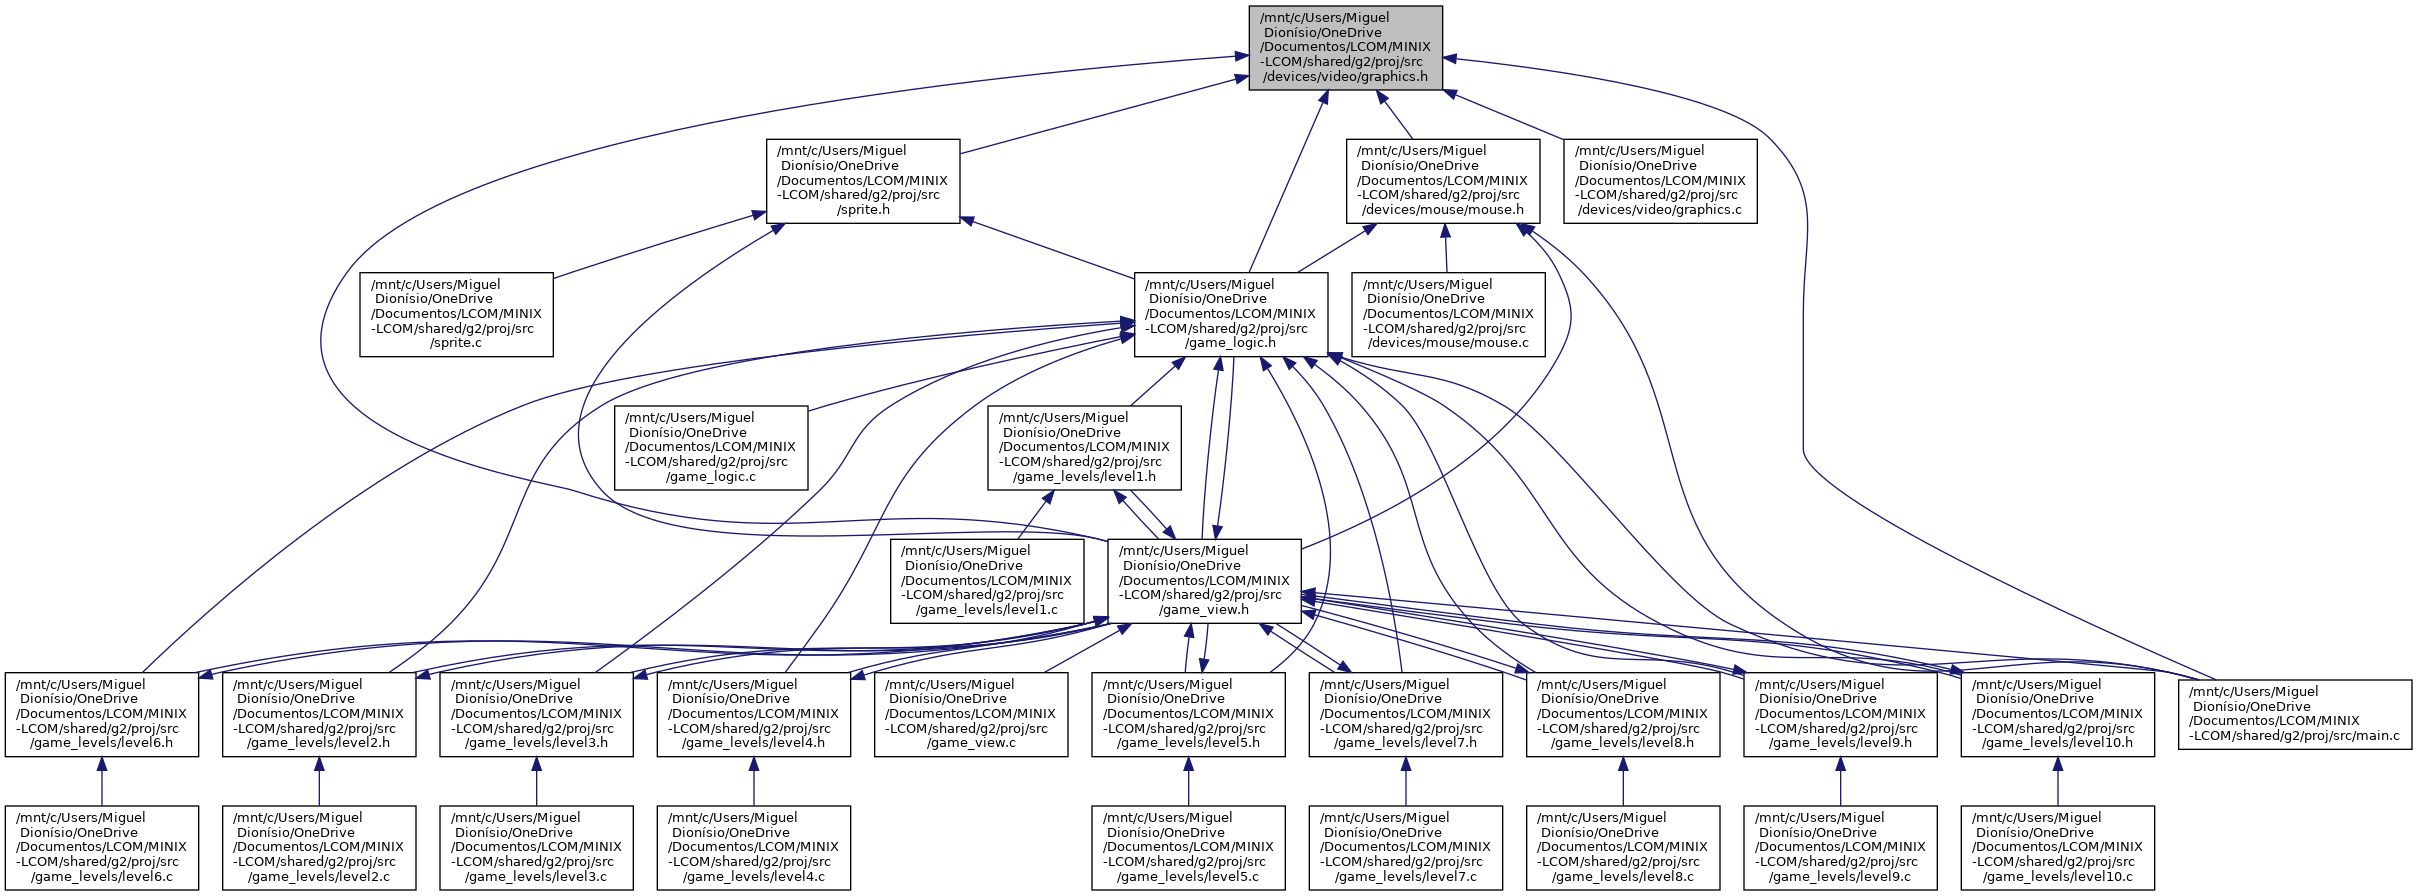 /mnt/c/Users/Miguel
Dionísio/OneDrive
/Documentos/LCOM/MINIX
-LCOM/shared/g2/proj/src
/devices/video/graphics.h
/mnt/c/Users/Miguel
Dionísio/OneDrive
/Documentos/LCOM/MINIX
-LCOM/shared/g2/proj/src
/sprite.h
/mnt/c/Users/Miguel
Dionísio/OneDrive
/Documentos/LCOM/MINIX
-LCOM/shared/g2/proj/src
/devices/mouse/mouse.h
/mnt/c/Users/Miguel
Dionísio/OneDrive
/Documentos/LCOM/MINIX
-LCOM/shared/g2/proj/src
/devices/video/graphics.c
/mnt/c/Users/Miguel
Dionísio/OneDrive
/Documentos/LCOM/MINIX
-LCOM/shared/g2/proj/src
/sprite.c
/mnt/c/Users/Miguel
Dionísio/OneDrive
/Documentos/LCOM/MINIX
-LCOM/shared/g2/proj/src
/game_logic.h
/mnt/c/Users/Miguel
Dionísio/OneDrive
/Documentos/LCOM/MINIX
-LCOM/shared/g2/proj/src
/devices/mouse/mouse.c
/mnt/c/Users/Miguel
Dionísio/OneDrive
/Documentos/LCOM/MINIX
-LCOM/shared/g2/proj/src
/game_logic.c
/mnt/c/Users/Miguel
Dionísio/OneDrive
/Documentos/LCOM/MINIX
-LCOM/shared/g2/proj/src
/game_levels/level1.h
/mnt/c/Users/Miguel
Dionísio/OneDrive
/Documentos/LCOM/MINIX
-LCOM/shared/g2/proj/src
/game_levels/level1.c
/mnt/c/Users/Miguel
Dionísio/OneDrive
/Documentos/LCOM/MINIX
-LCOM/shared/g2/proj/src
/game_view.h
/mnt/c/Users/Miguel
Dionísio/OneDrive
/Documentos/LCOM/MINIX
-LCOM/shared/g2/proj/src
/game_levels/level6.h
/mnt/c/Users/Miguel
Dionísio/OneDrive
/Documentos/LCOM/MINIX
-LCOM/shared/g2/proj/src
/game_levels/level2.h
/mnt/c/Users/Miguel
Dionísio/OneDrive
/Documentos/LCOM/MINIX
-LCOM/shared/g2/proj/src
/game_levels/level3.h
/mnt/c/Users/Miguel
Dionísio/OneDrive
/Documentos/LCOM/MINIX
-LCOM/shared/g2/proj/src
/game_levels/level4.h
/mnt/c/Users/Miguel
Dionísio/OneDrive
/Documentos/LCOM/MINIX
-LCOM/shared/g2/proj/src
/game_view.c
/mnt/c/Users/Miguel
Dionísio/OneDrive
/Documentos/LCOM/MINIX
-LCOM/shared/g2/proj/src
/game_levels/level5.h
/mnt/c/Users/Miguel
Dionísio/OneDrive
/Documentos/LCOM/MINIX
-LCOM/shared/g2/proj/src
/game_levels/level7.h
/mnt/c/Users/Miguel
Dionísio/OneDrive
/Documentos/LCOM/MINIX
-LCOM/shared/g2/proj/src
/game_levels/level8.h
/mnt/c/Users/Miguel
Dionísio/OneDrive
/Documentos/LCOM/MINIX
-LCOM/shared/g2/proj/src
/game_levels/level9.h
/mnt/c/Users/Miguel
Dionísio/OneDrive
/Documentos/LCOM/MINIX
-LCOM/shared/g2/proj/src
/game_levels/level10.h
/mnt/c/Users/Miguel
Dionísio/OneDrive
/Documentos/LCOM/MINIX
-LCOM/shared/g2/proj/src/main.c
/mnt/c/Users/Miguel
Dionísio/OneDrive
/Documentos/LCOM/MINIX
-LCOM/shared/g2/proj/src
/game_levels/level6.c
/mnt/c/Users/Miguel
Dionísio/OneDrive
/Documentos/LCOM/MINIX
-LCOM/shared/g2/proj/src
/game_levels/level2.c
/mnt/c/Users/Miguel
Dionísio/OneDrive
/Documentos/LCOM/MINIX
-LCOM/shared/g2/proj/src
/game_levels/level3.c
/mnt/c/Users/Miguel
Dionísio/OneDrive
/Documentos/LCOM/MINIX
-LCOM/shared/g2/proj/src
/game_levels/level4.c
/mnt/c/Users/Miguel
Dionísio/OneDrive
/Documentos/LCOM/MINIX
-LCOM/shared/g2/proj/src
/game_levels/level5.c
/mnt/c/Users/Miguel
Dionísio/OneDrive
/Documentos/LCOM/MINIX
-LCOM/shared/g2/proj/src
/game_levels/level7.c
/mnt/c/Users/Miguel
Dionísio/OneDrive
/Documentos/LCOM/MINIX
-LCOM/shared/g2/proj/src
/game_levels/level8.c
/mnt/c/Users/Miguel
Dionísio/OneDrive
/Documentos/LCOM/MINIX
-LCOM/shared/g2/proj/src
/game_levels/level9.c
/mnt/c/Users/Miguel
Dionísio/OneDrive
/Documentos/LCOM/MINIX
-LCOM/shared/g2/proj/src
/game_levels/level10.c